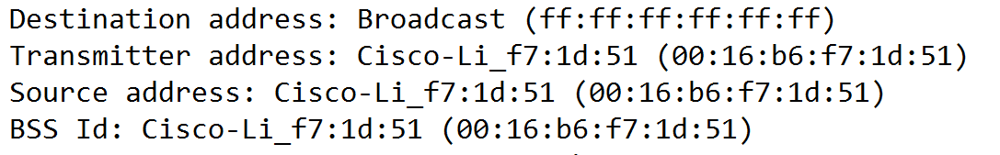 Destination address: Broadcast (ff:ff:ff:ff:ff:ff)
Transmitter address: Cisco-Li_f7:1d:51 (00:16:b6:f7:1d:51)
Source address: Cisco-Li_f7:1d:51 (00:16:b6:f7:1d:51)
BSS Id: Cisco-Li_f7:1d:51 (00:16:b6:f7:1d:51)